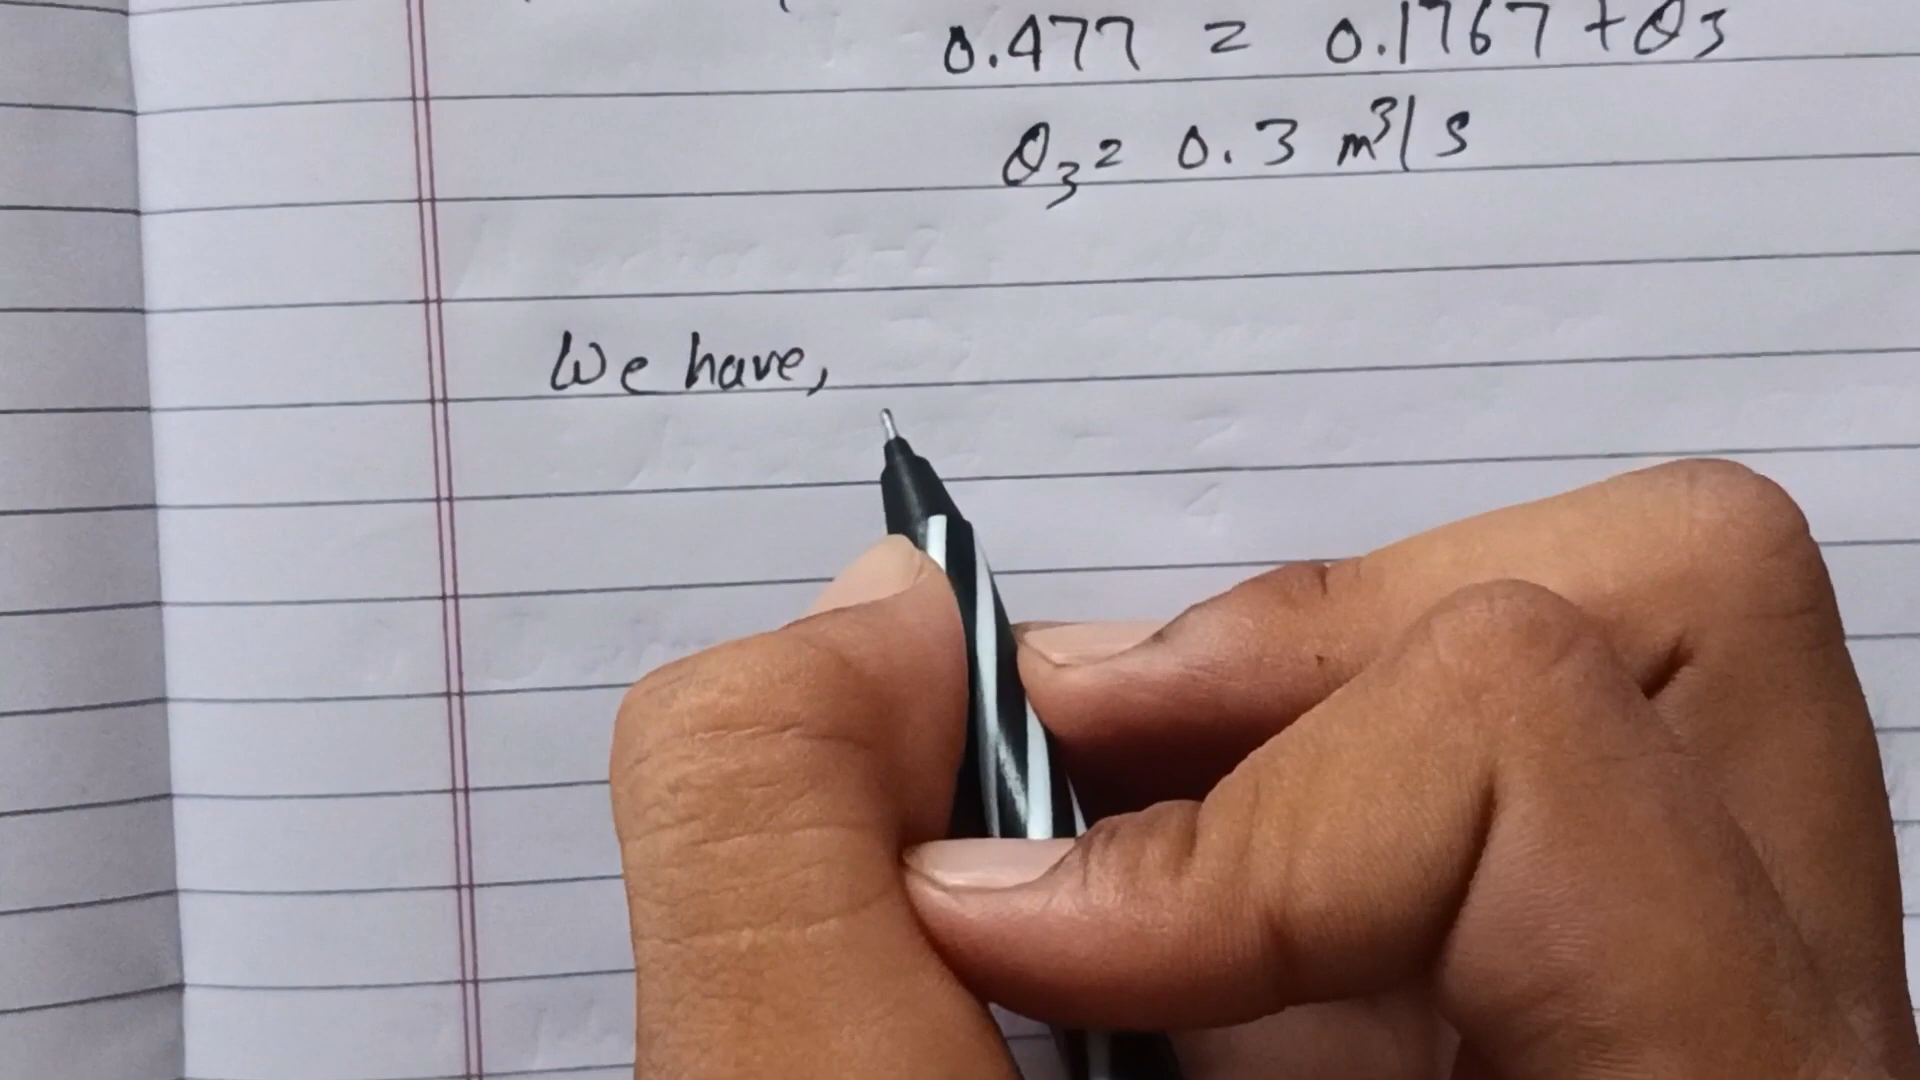 0.477 = 0.1767 + Q3
Q3 = 0.3 m³/s
We have,